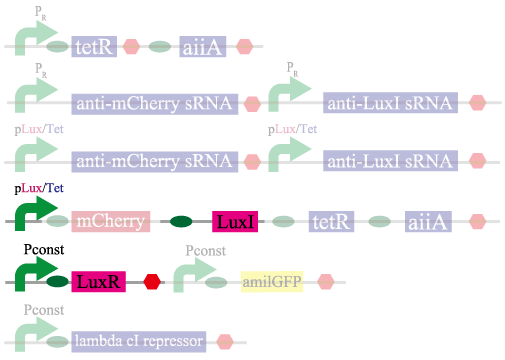 P_R
tetR aiiA
P_R P_R
anti-mCherry sRNA anti-LuxI sRNA
pLux/Tet pLux/Tet
anti-mCherry sRNA anti-LuxI sRNA
pLux/Tet
mCherry LuxI tetR aiiA
Pconst Pconst
LuxR amilGFP
Pconst
lambda cI repressor